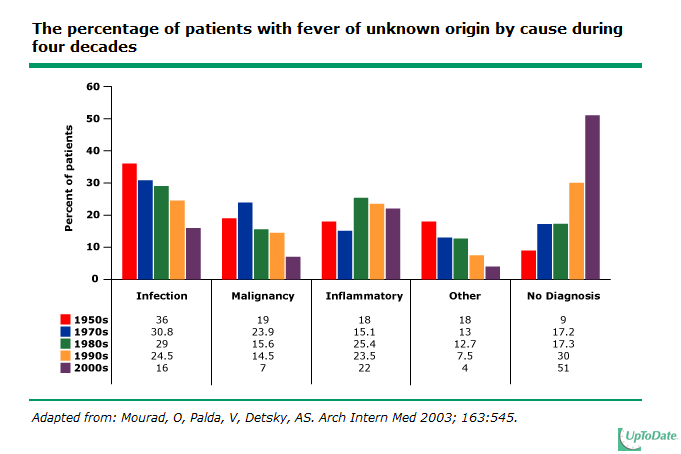 The percentage of patients with fever of unknown origin by cause during
four decades
60
50
40
30
20
10
0
Percent of patients
Infection Malignancy Inflammatory Other No Diagnosis
1950s 36 19 18 18 9
1970s 30.8 23.9 15.1 13 17.2
1980s 29 15.6 25.4 12.7 17.3
1990s 24.5 14.5 23.5 7.5 30
2000s 16 7 22 4 51
Adapted from: Mourad, O, Palda, V, Detsky, AS. Arch Intern Med 2003; 163:545.
UpToDate